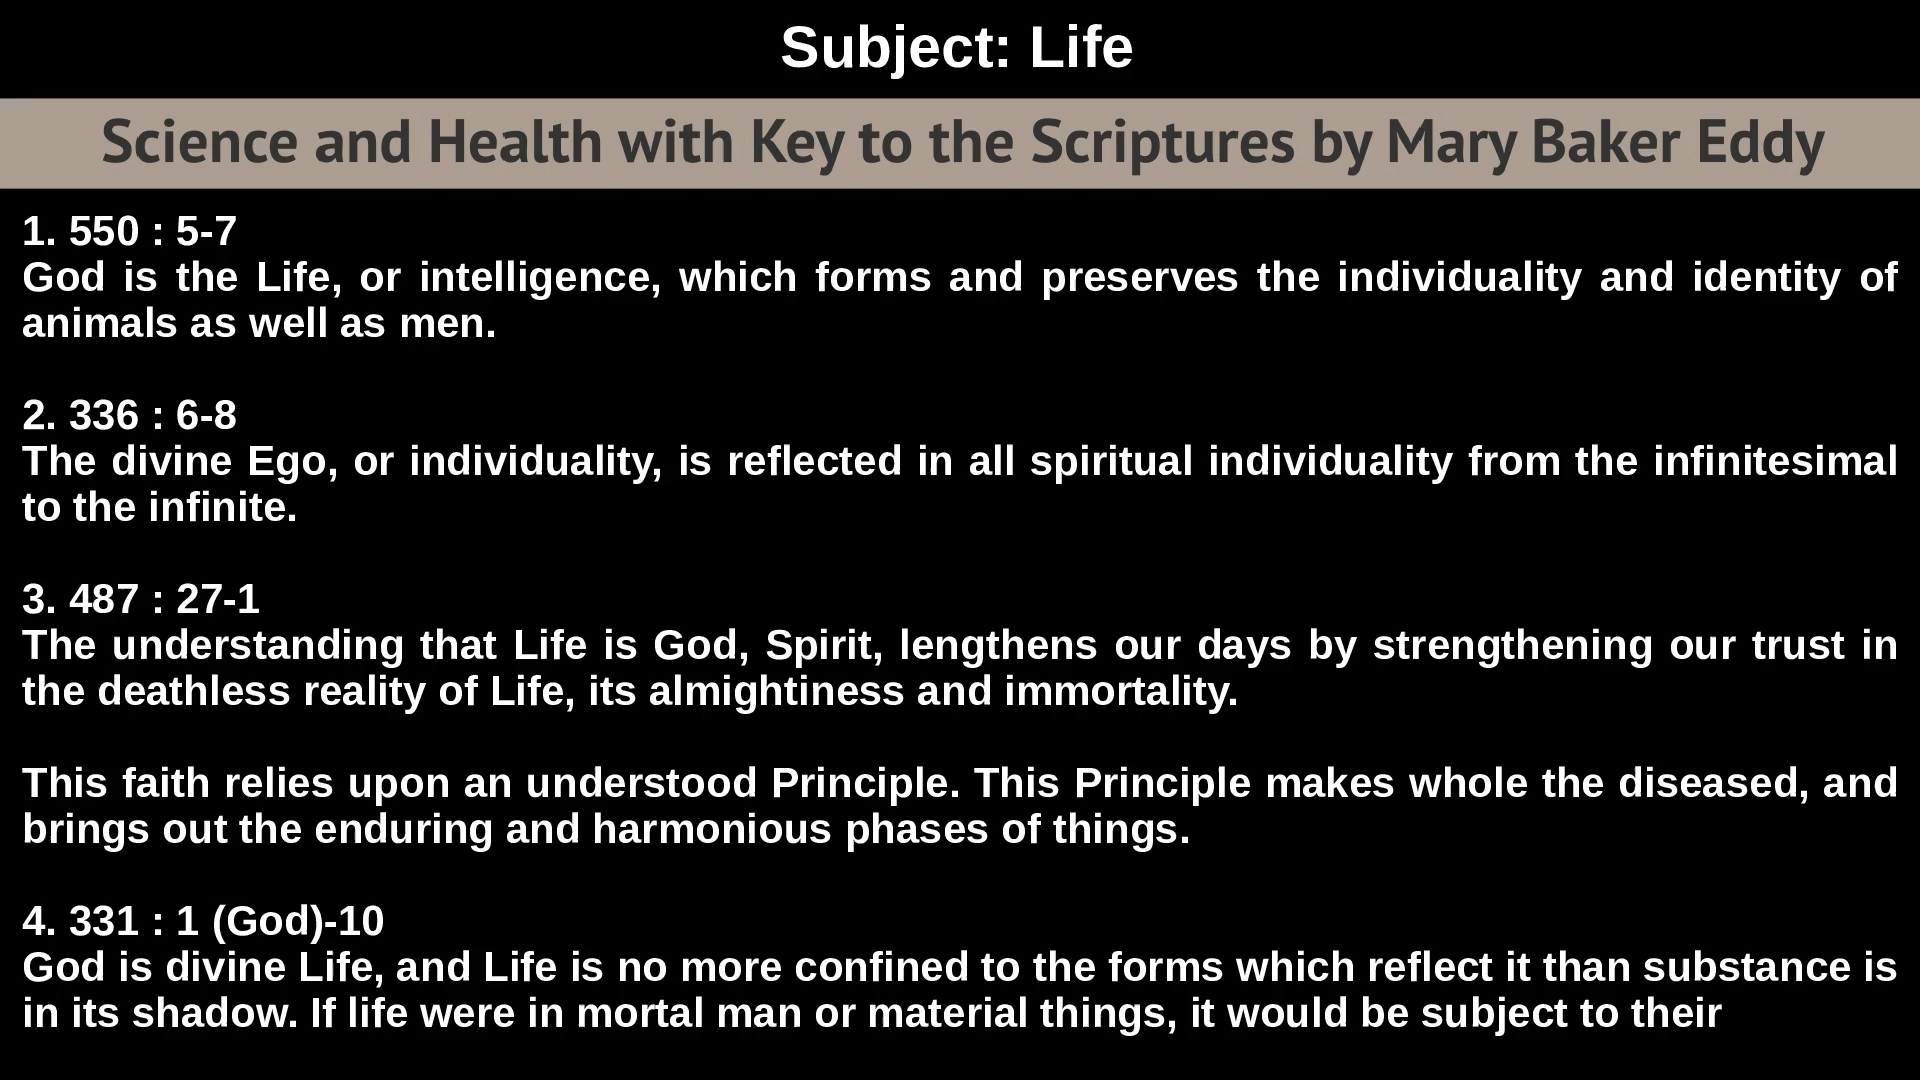 Subject: Life
Science and Health with Key to the Scriptures by Mary Baker Eddy
1. 550 : 5-7
God is the Life, or intelligence, which forms and preserves the individuality and identity of
animals as well as men.
2. 336 : 6-8
The divine Ego, or individuality, is reflected in all spiritual individuality from the infinitesimal
to the infinite.
3. 487 : 27-1
The understanding that Life is God, Spirit, lengthens our days by strengthening our trust in
the deathless reality of Life, its almightiness and immortality.
This faith relies upon an understood Principle. This Principle makes whole the diseased, and
brings out the enduring and harmonious phases of things.
4. 331 : 1 (God)-10
God is divine Life, and Life is no more confined to the forms which reflect it than substance is
in its shadow. If life were in mortal man or material things, it would be subject to their